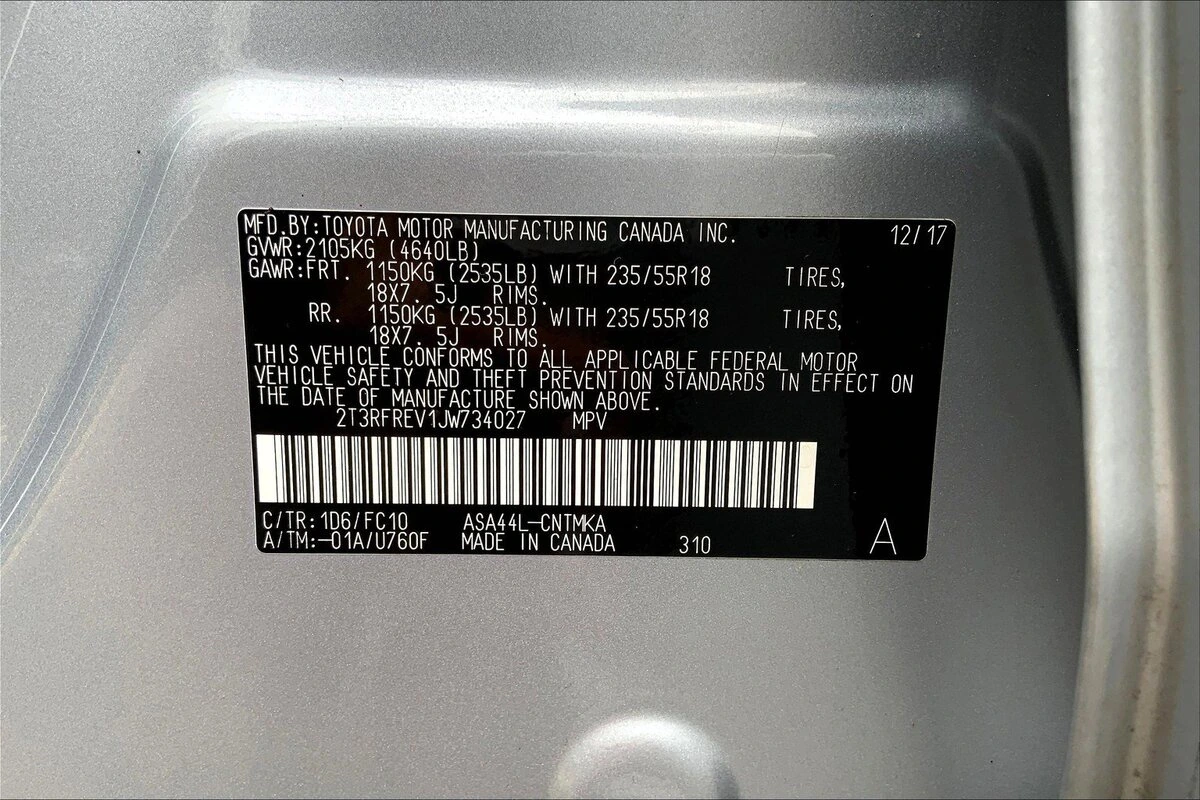 MFD.BY:TOYOTA MOTOR MANUFACTURING CANADA INC. 12/17
GVWR:2105KG (4640LB)
GAWR:FRT. 1150KG (2535LB) WITH 235/55R18 TIRES,
18X7. 5J RIMS.
RR. 1150KG (2535LB) WITH 235/55R18 TIRES,
18X7. 5J RIMS.
THIS VEHICLE CONFORMS TO ALL APPLICABLE FEDERAL MOTOR
VEHICLE SAFETY AND THEFT PREVENTION STANDARDS IN EFFECT ON
THE DATE OF MANUFACTURE SHOWN ABOVE.
2T3RFREV1JW734027 MPV
C/TR:1D6/FC10 ASA44L-CNTMKA
A/TM:-01A/U760F MADE IN CANADA 310 A